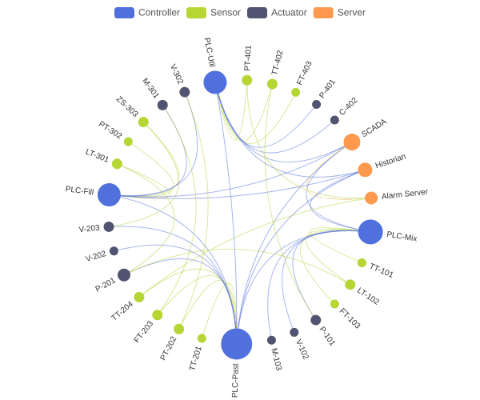 Controller Sensor Actuator Server
PLC-Util
PT-401
TT-402
FT-403
P-401
C-402
SCADA
Historian
Alarm Server
PLC-Mix
TT-101
LT-102
FT-103
P-101
V-102
M-103
PLC-Past
TT-201
PT-202
FT-203
TT-204
P-201
V-202
V-203
PLC-Fill
LT-301
PT-302
ZS-303
M-301
V-302